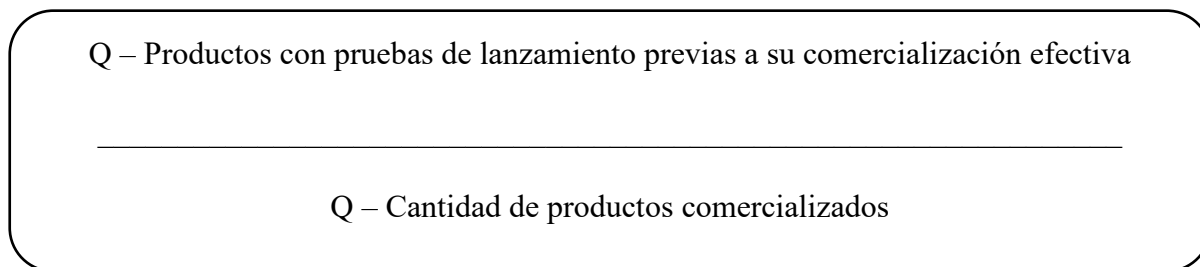 Q – Productos con pruebas de lanzamiento previas a su comercialización efectiva
Q – Cantidad de productos comercializados